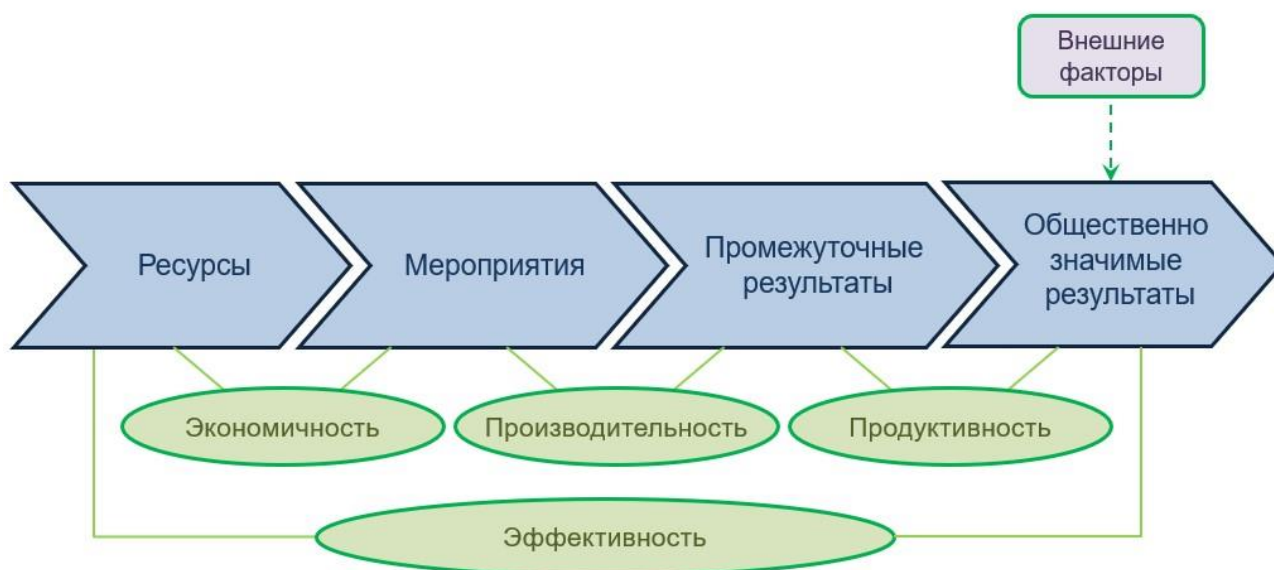 Внешние
факторы
Ресурсы
Мероприятия
Промежуточные
результаты
Общественно
значимые
результаты
Экономичность
Производительность
Продуктивность
Эффективность